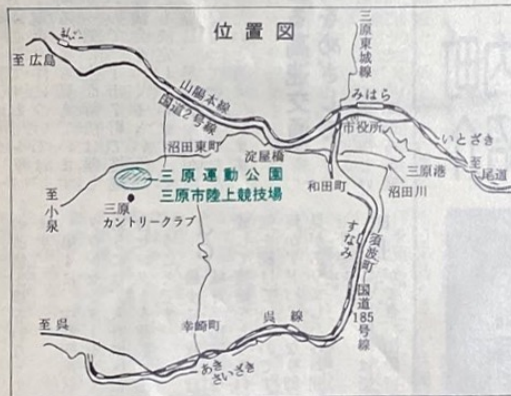 位置図
三原東城線
至広島
山陽本線
国道2号線
みはら
市役所
いとざき
至尾道
沼田東町
淀屋橋
三原港
沼田川
和田町
三原運動公園
三原市陸上競技場
至小泉
三原
カントリークラブ
すなみ
須波町
国道185号線
至呉
幸崎町
呉線
あき
さいざき